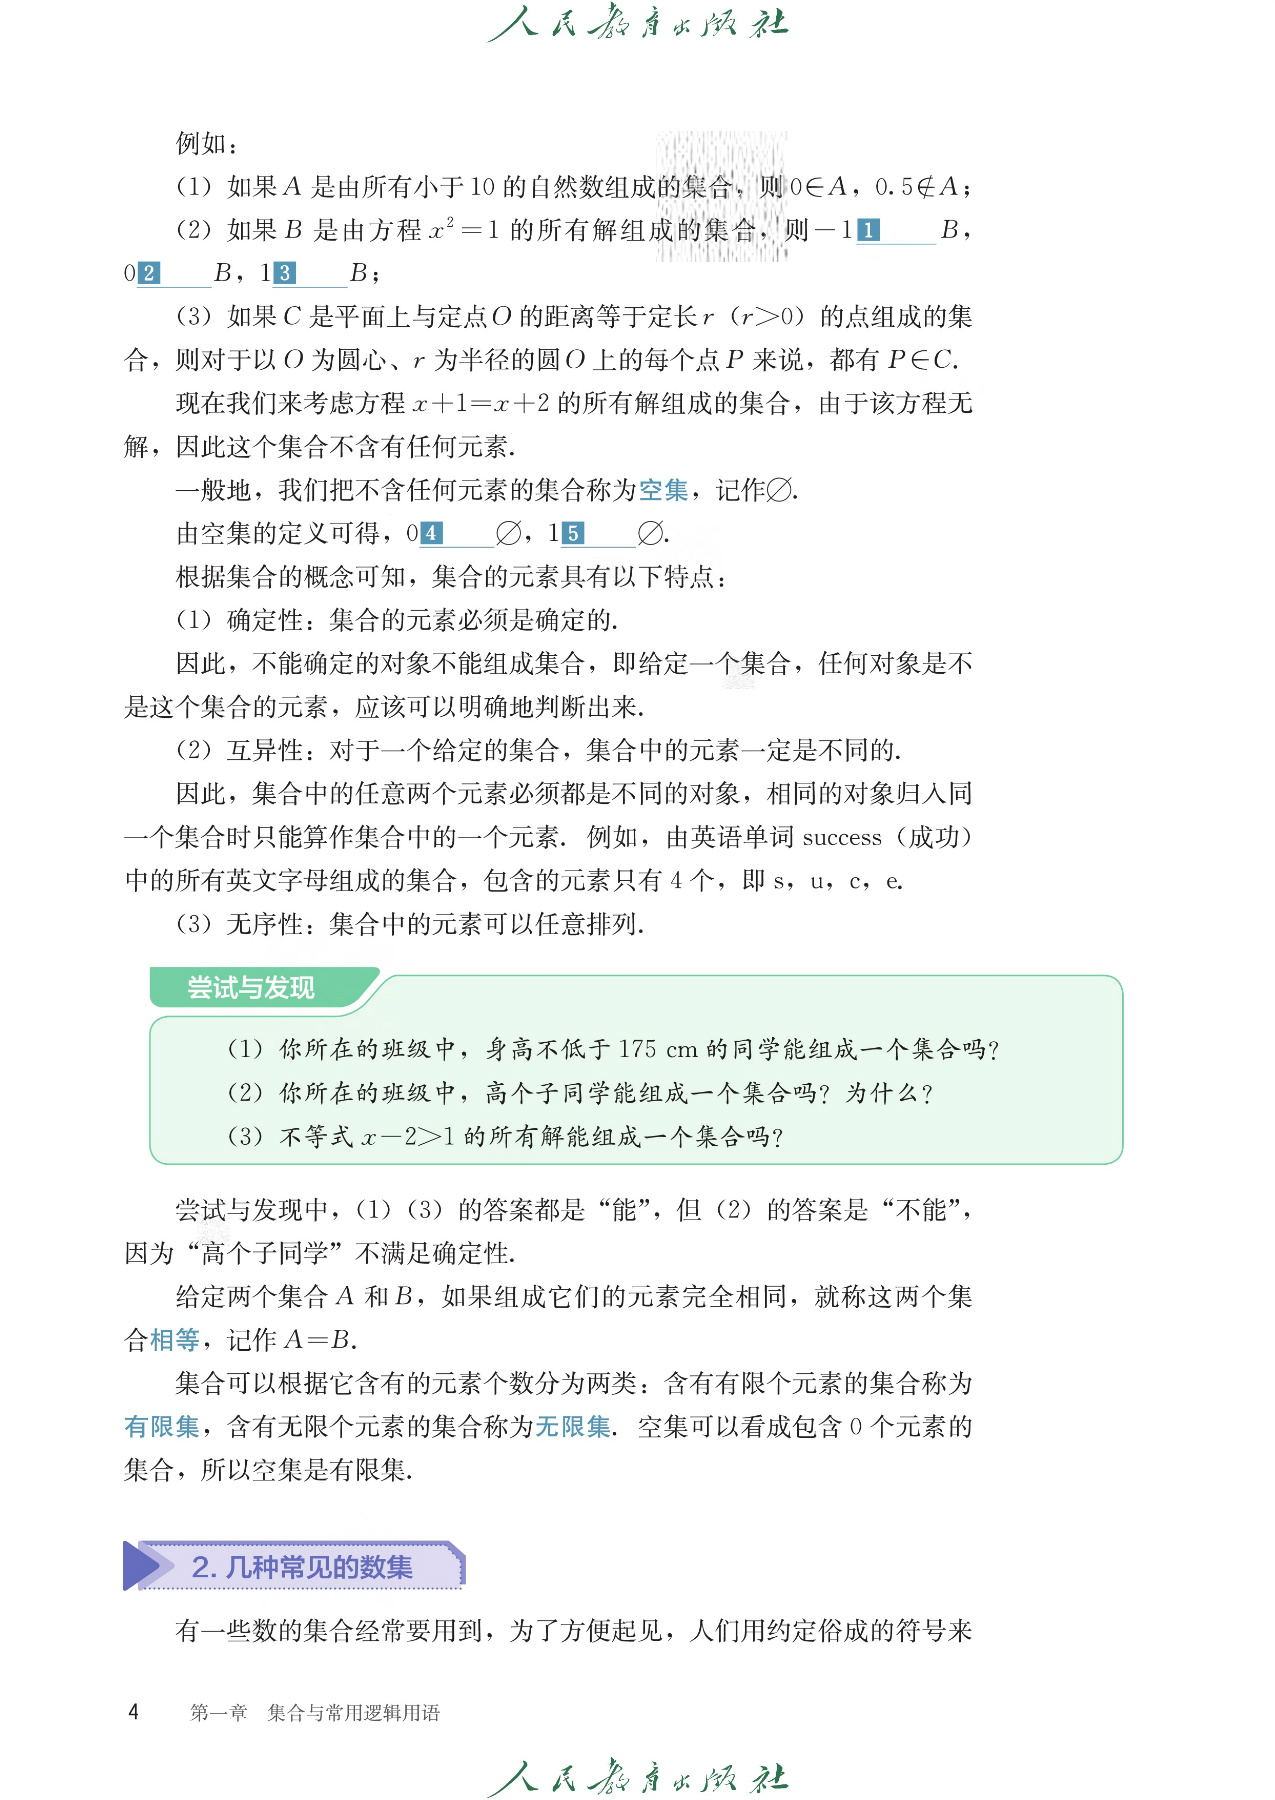 人民教育出版社
例如：
（1）如果 A 是由所有小于 10 的自然数组成的集合，则 0∈A，0.5∉A；
（2）如果 B 是由方程 x²＝1 的所有解组成的集合，则－1 1 ____ B，
0 2 ____ B，1 3 ____ B；
（3）如果 C 是平面上与定点 O 的距离等于定长 r（r＞0）的点组成的集
合，则对于以 O 为圆心、r 为半径的圆 O 上的每个点 P 来说，都有 P∈C.
现在我们来考虑方程 x＋1＝x＋2 的所有解组成的集合，由于该方程无
解，因此这个集合不含有任何元素.
一般地，我们把不含任何元素的集合称为空集，记作∅.
由空集的定义可得，0 4 ____ ∅，1 5 ____ ∅.
根据集合的概念可知，集合的元素具有以下特点：
（1）确定性：集合的元素必须是确定的.
因此，不能确定的对象不能组成集合，即给定一个集合，任何对象是不
是这个集合的元素，应该可以明确地判断出来.
（2）互异性：对于一个给定的集合，集合中的元素一定是不同的.
因此，集合中的任意两个元素必须都是不同的对象，相同的对象归入同
一个集合时只能算作集合中的一个元素. 例如，由英语单词 success（成功）
中的所有英文字母组成的集合，包含的元素只有 4 个，即 s，u，c，e.
（3）无序性：集合中的元素可以任意排列.
尝试与发现
（1）你所在的班级中，身高不低于 175 cm 的同学能组成一个集合吗？
（2）你所在的班级中，高个子同学能组成一个集合吗？为什么？
（3）不等式 x－2＞1 的所有解能组成一个集合吗？
尝试与发现中，（1）（3）的答案都是“能”，但（2）的答案是“不能”，
因为“高个子同学”不满足确定性.
给定两个集合 A 和 B，如果组成它们的元素完全相同，就称这两个集
合相等，记作 A＝B.
集合可以根据它含有的元素个数分为两类：含有有限个元素的集合称为
有限集，含有无限个元素的集合称为无限集. 空集可以看成包含 0 个元素的
集合，所以空集是有限集.
2. 几种常见的数集
有一些数的集合经常要用到，为了方便起见，人们用约定俗成的符号来
4 第一章 集合与常用逻辑用语
人民教育出版社